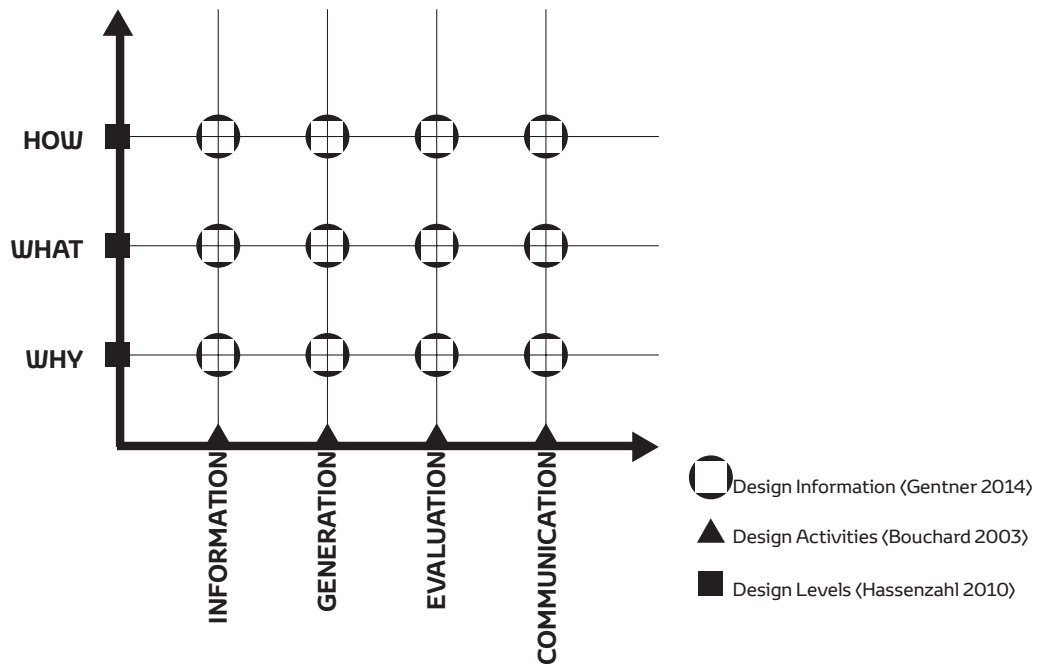 HOW
WHAT
WHY
INFORMATION
GENERATION
EVALUATION
COMMUNICATION
Design Information ⟨Gentner 2014⟩
Design Activities ⟨Bouchard 2003⟩
Design Levels ⟨Hassenzahl 2010⟩